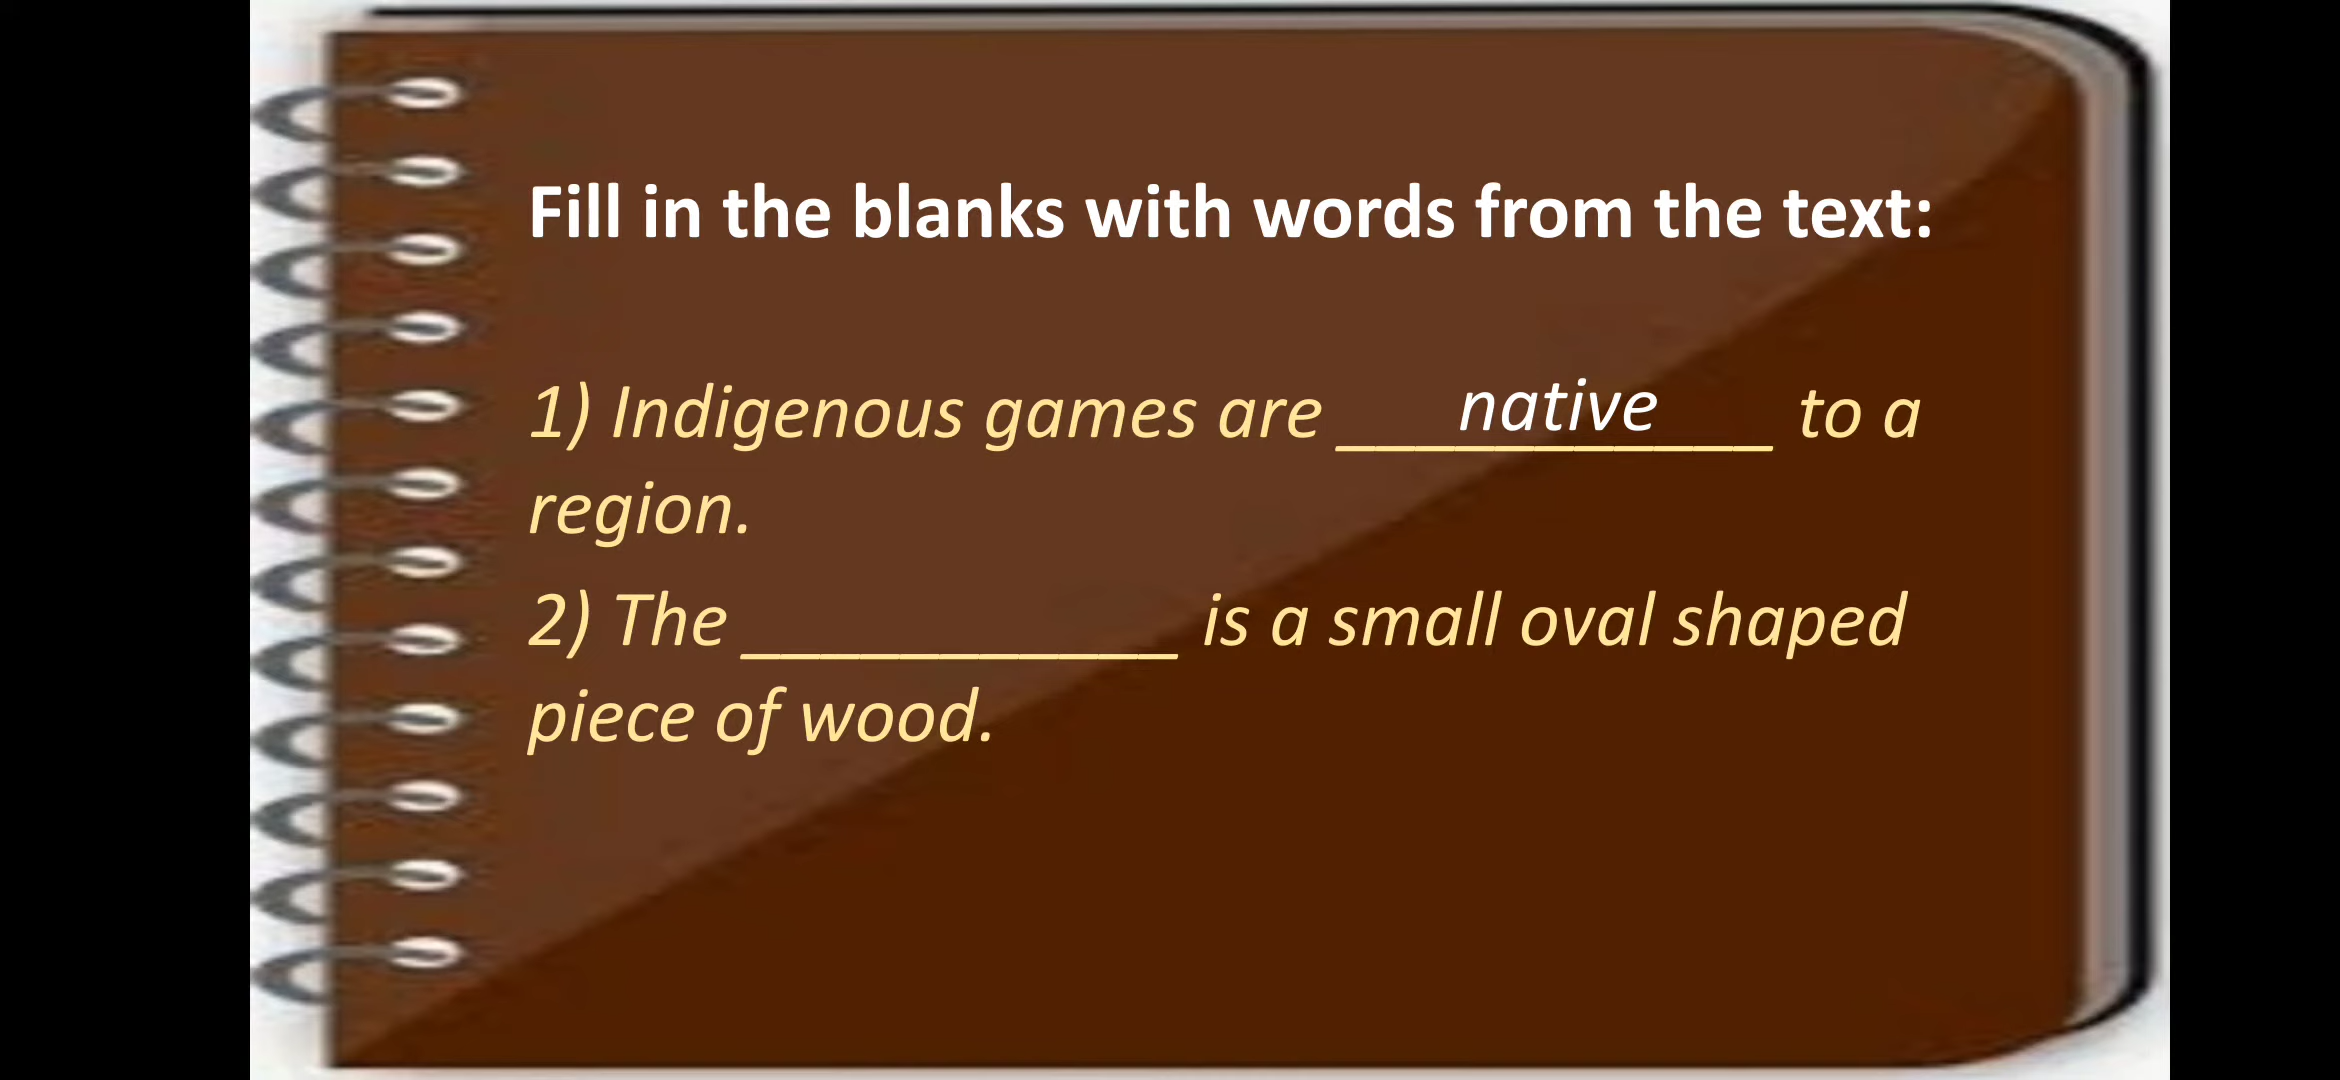 Fill in the blanks with words from the text:
1) Indigenous games are ___native___ to a
region.
2) The ___________ is a small oval shaped
piece of wood.